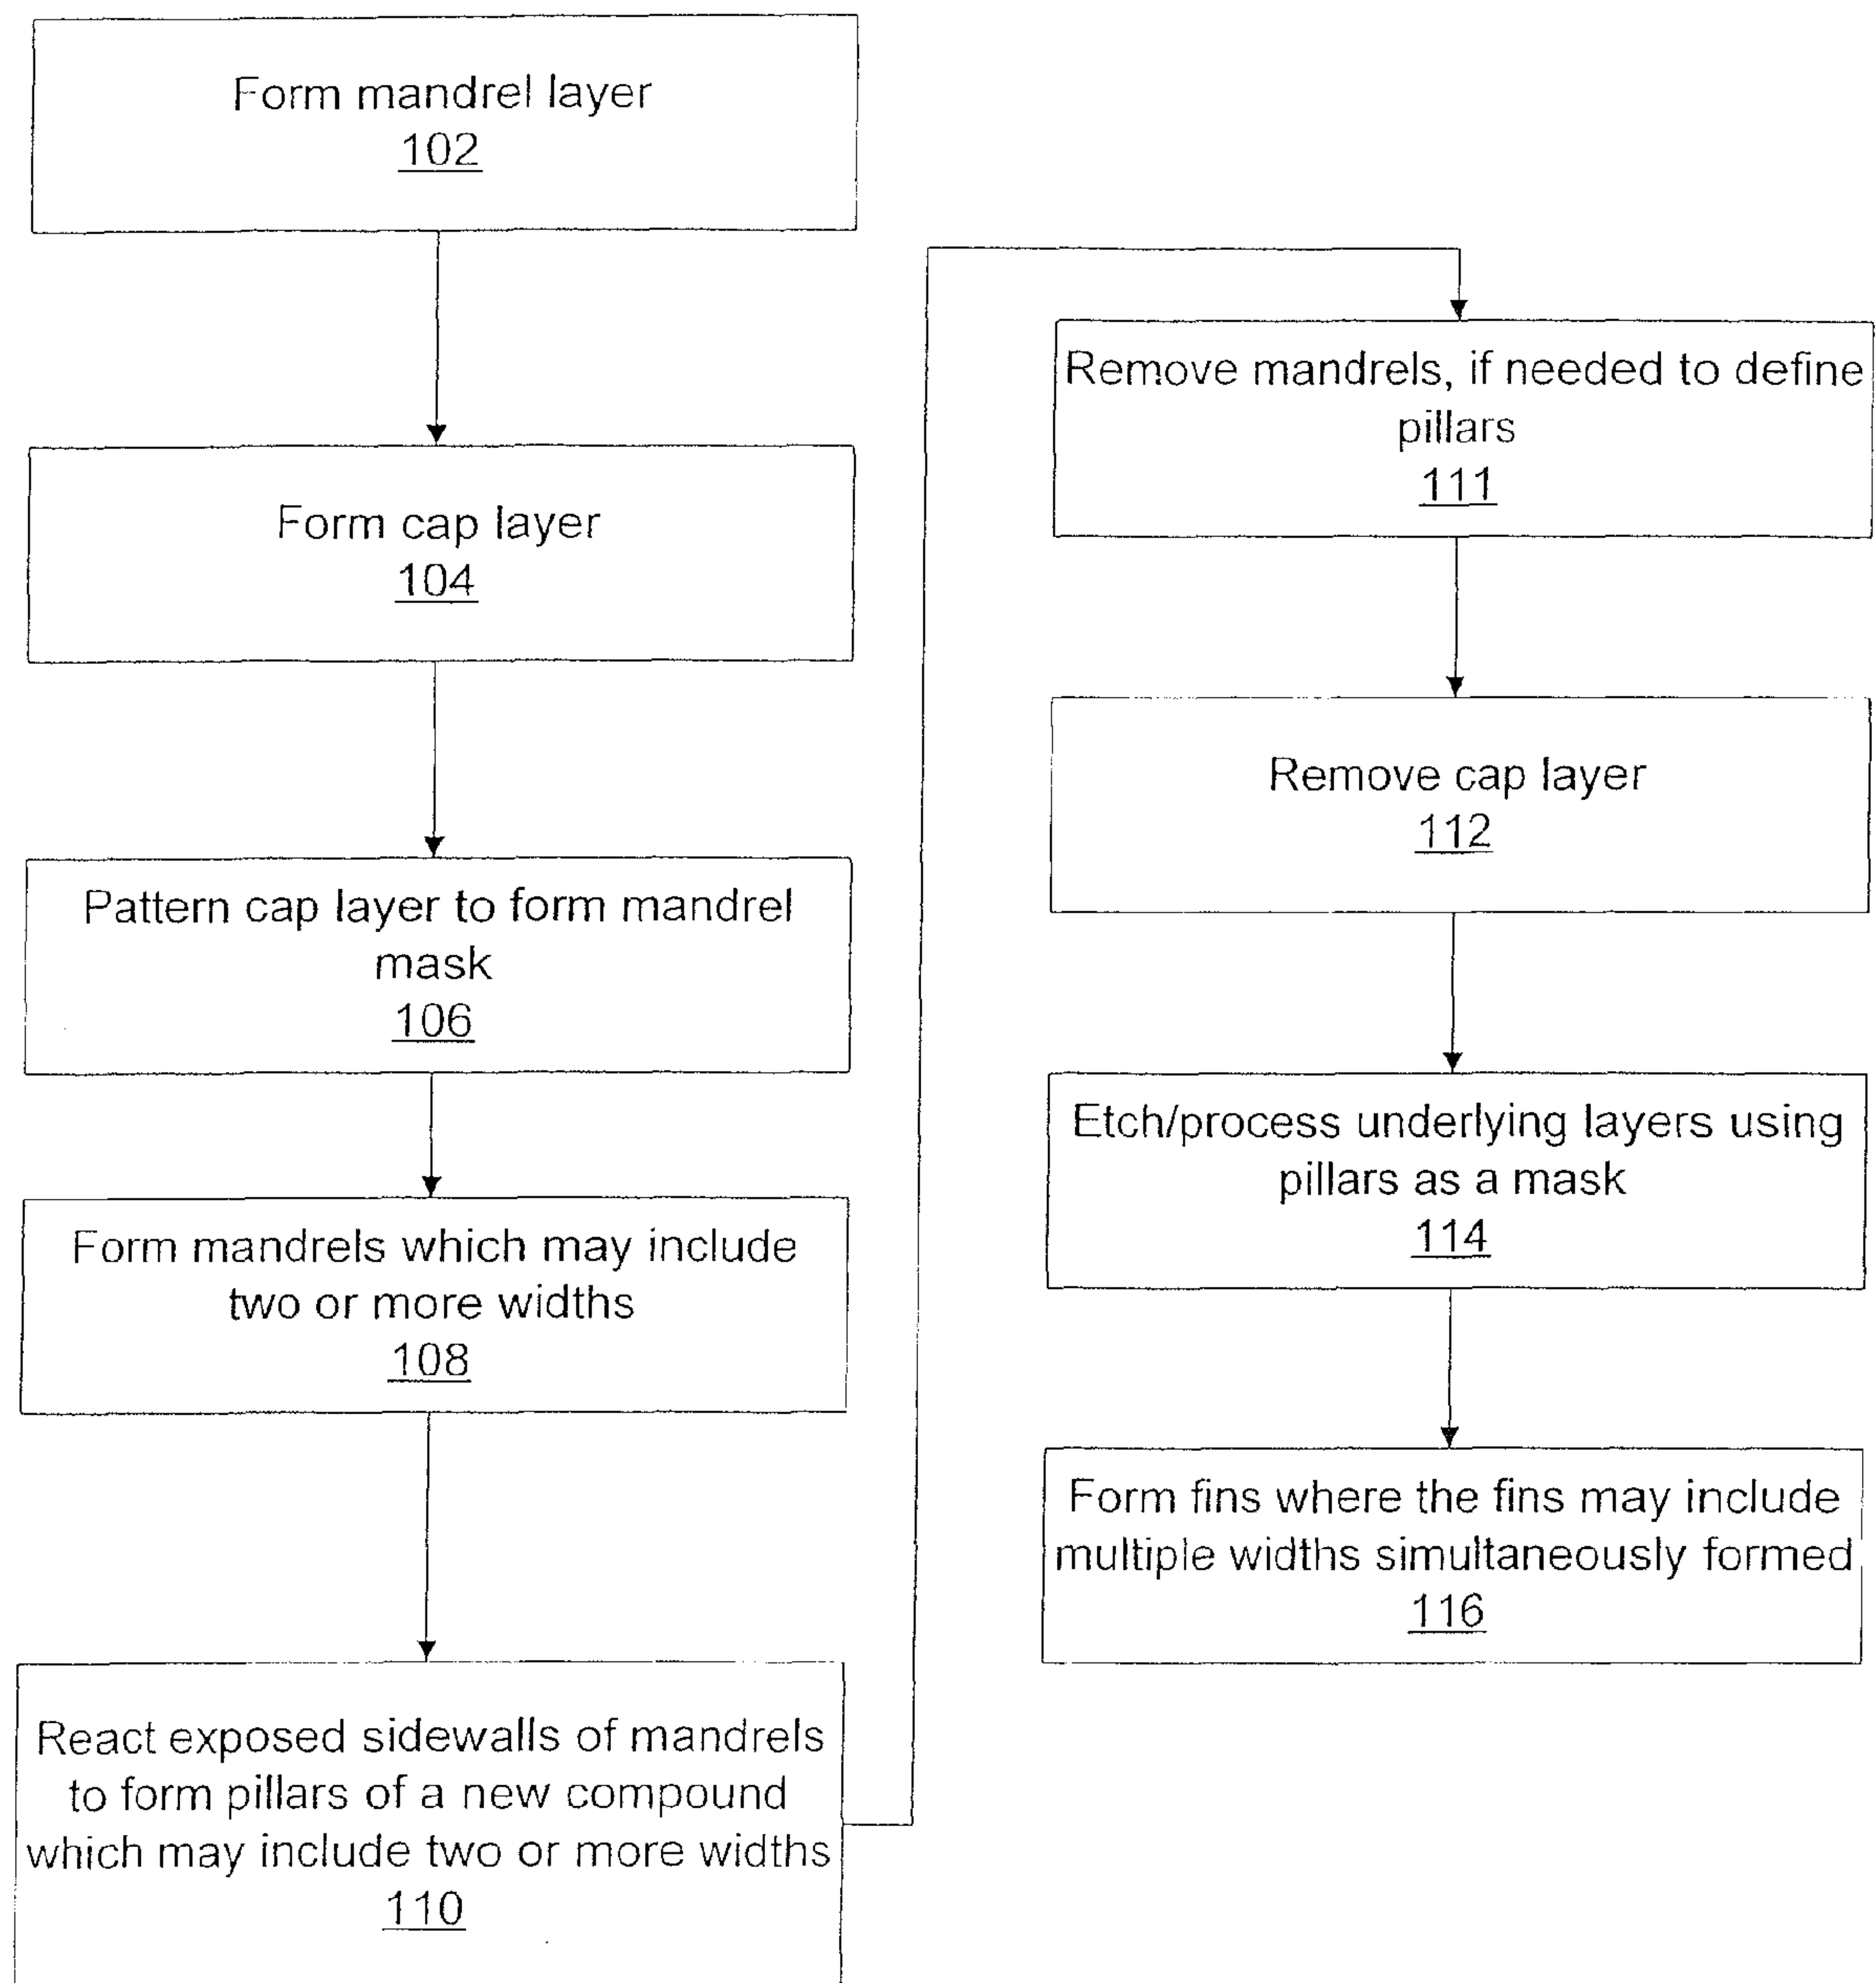 Form mandrel layer
102
Form cap layer
104
Pattern cap layer to form mandrel
mask
106
Form mandrels which may include
two or more widths
108
React exposed sidewalls of mandrels
to form pillars of a new compound
which may include two or more widths
110
Remove mandrels, if needed to define
pillars
111
Remove cap layer
112
Etch/process underlying layers using
pillars as a mask
114
Form fins where the fins may include
multiple widths simultaneously formed
116